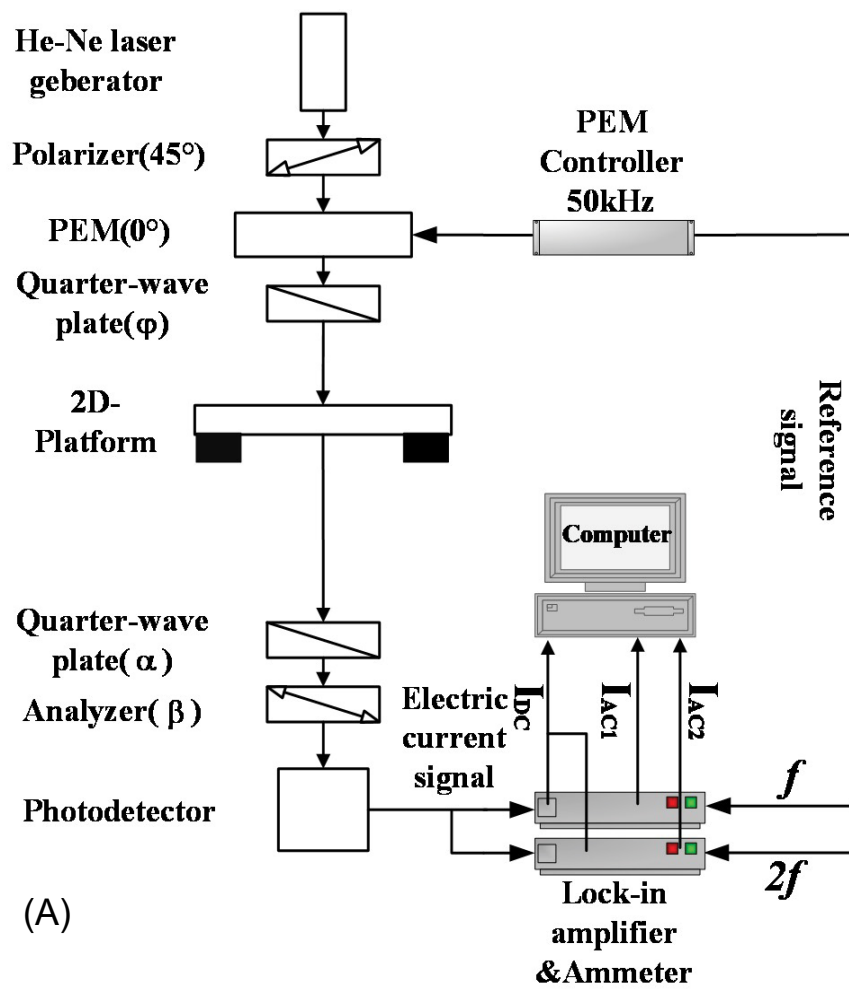 He-Ne laser
geberator
Polarizer(45°)
PEM(0°)
Quarter-wave
plate(φ)
2D-
Platform
Quarter-wave
plate(α)
Analyzer(β)
Photodetector
PEM
Controller
50kHz
Reference
signal
Computer
I_DC
I_AC1
I_AC2
Electric
current
signal
f
2f
Lock-in
amplifier
&Ammeter
(A)